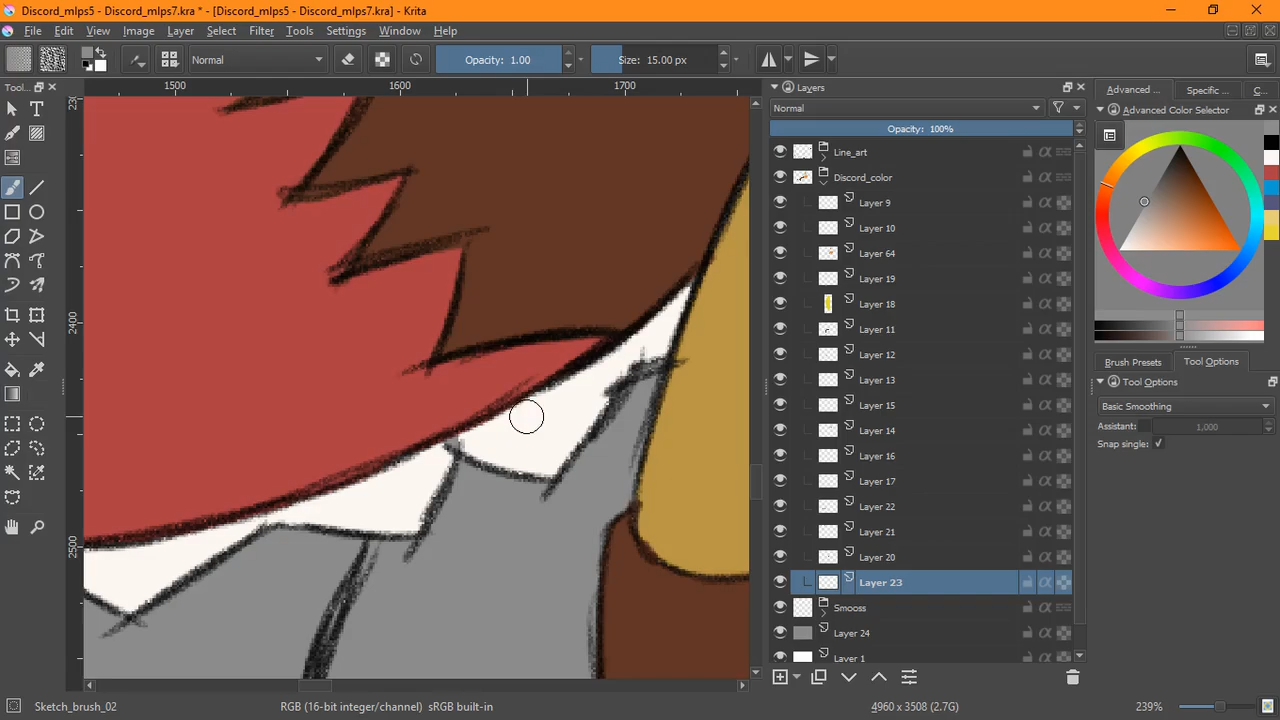 Discord_mlps5 - Discord_mlps7.kra * - [Discord_mlps5 - Discord_mlps7.kra] - Krita
File Edit View Image Layer Select Filter Tools Settings Window Help
Normal Opacity: 1.00 Size: 15.00 px
Tool...
1500 1600 1700
2400
2500
Layers
Normal
Opacity: 100%
Line_art
Discord_color
Layer 9
Layer 10
Layer 64
Layer 19
Layer 18
Layer 11
Layer 12
Layer 13
Layer 15
Layer 14
Layer 16
Layer 17
Layer 22
Layer 21
Layer 20
Layer 23
Smooss
Layer 24
Layer 1
Advanced ... Specific ... C...
Advanced Color Selector
Brush Presets Tool Options
Tool Options
Basic Smoothing
Assistant: 1,000
Snap single:
Sketch_brush_02 RGB (16-bit integer/channel) sRGB built-in 4960 x 3508 (2.7G) 239%